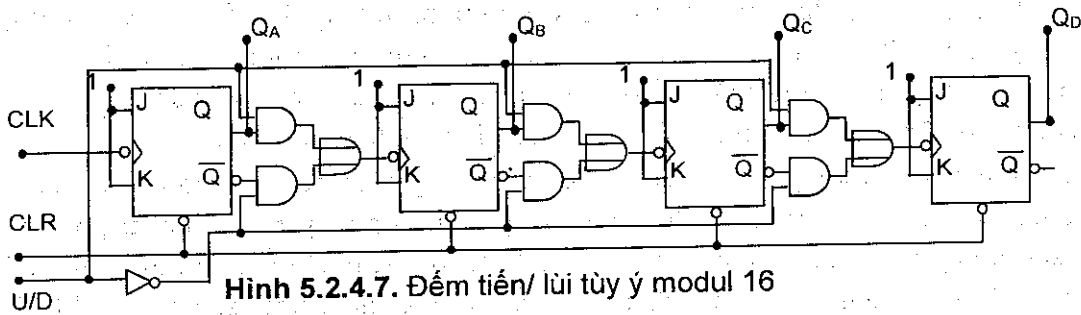 QA QB QC QD
1 1 1 1
J Q J Q J Q J Q
CLK
K Q̅ K Q̅ K Q̅ K Q̅
CLR
U/D
Hình 5.2.4.7. Đếm tiến/ lùi tùy ý modul 16